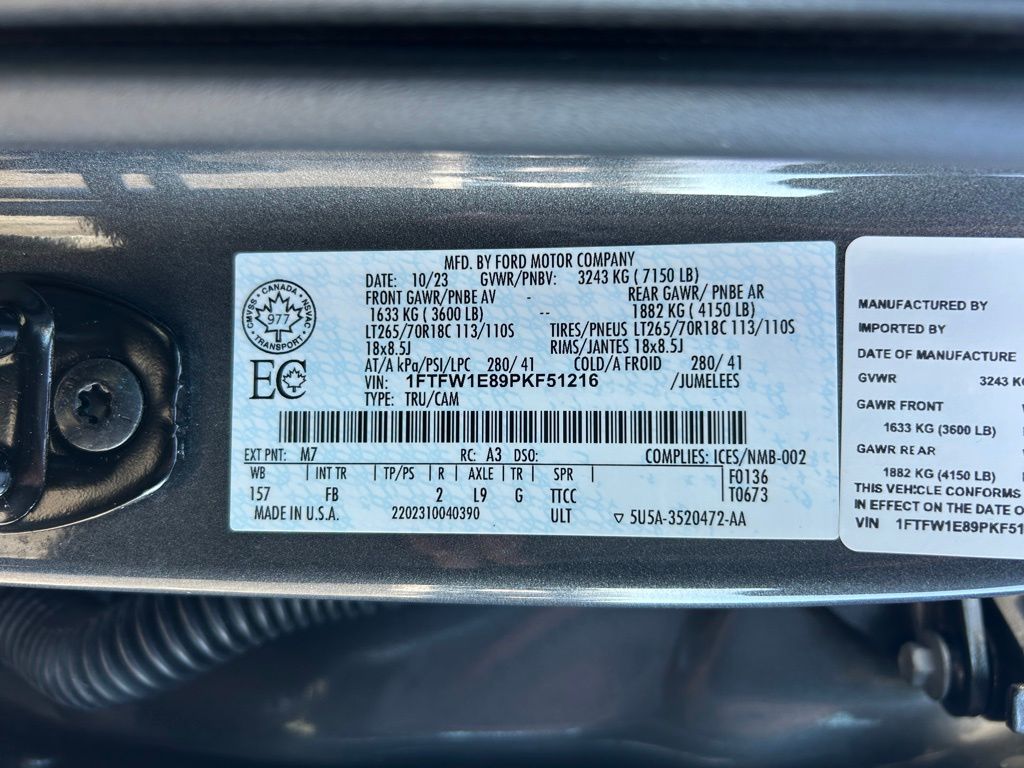 MFD. BY FORD MOTOR COMPANY
DATE: 10/23 GVWR/PNBV: 3243 KG ( 7150 LB)
FRONT GAWR/PNBE AV - REAR GAWR/ PNBE AR
1633 KG ( 3600 LB) -- 1882 KG ( 4150 LB)
LT265/70R18C 113/110S TIRES/PNEUS LT265/70R18C 113/110S
18x8.5J RIMS/JANTES 18x8.5J
AT/A kPa/PSI/LPC 280/ 41 COLD/A FROID 280/ 41
VIN: 1FTFW1E89PKF51216 /JUMELEES
TYPE: TRU/CAM
CANADA
CMVSS 977 NSVAC
TRANSPORT
EC
EXT PNT: M7 RC: A3 DSO: COMPLIES: ICES/NMB-002
WB INT TR TP/PS R AXLE TR SPR F0136
157 FB 2 L9 G TTCC T0673
MADE IN U.S.A. 2202310040390 ULT ▽ 5U5A-3520472-AA
MANUFACTURED BY
IMPORTED BY
DATE OF MANUFACTURE
GVWR 3243 KG
GAWR FRONT
1633 KG (3600 LB)
GAWR REAR
1882 KG (4150 LB)
THIS VEHICLE CONFORMS
IN EFFECT ON THE DATE O
VIN 1FTFW1E89PKF51